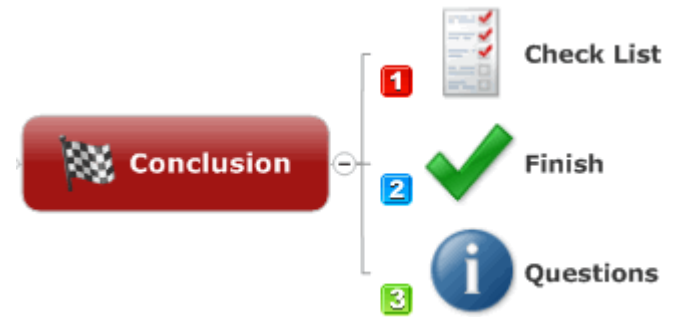 Conclusion
1 Check List
2 Finish
3 i Questions